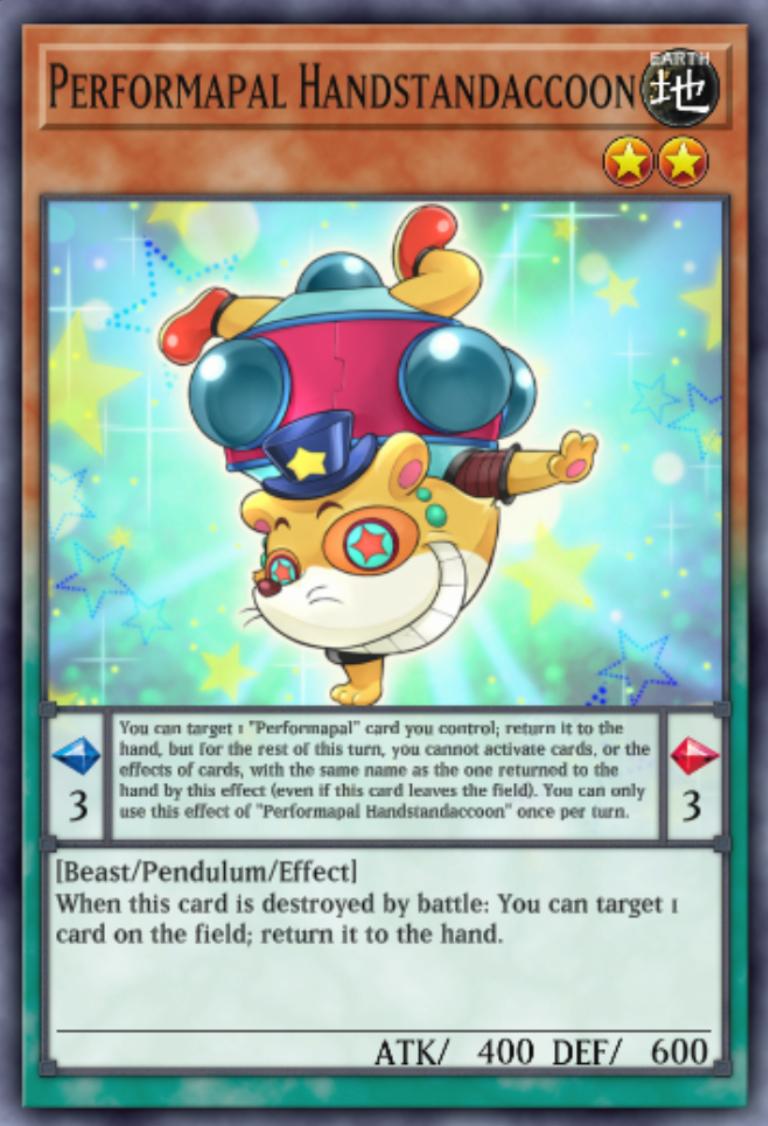 Performapal Handstandaccoon
EARTH
地
You can target 1 "Performapal" card you control; return it to the
hand, but for the rest of this turn, you cannot activate cards, or the
effects of cards, with the same name as the one returned to the
hand by this effect (even if this card leaves the field). You can only
use this effect of "Performapal Handstandaccoon" once per turn.
3
3
[Beast/Pendulum/Effect]
When this card is destroyed by battle: You can target 1
card on the field; return it to the hand.
ATK/ 400 DEF/ 600